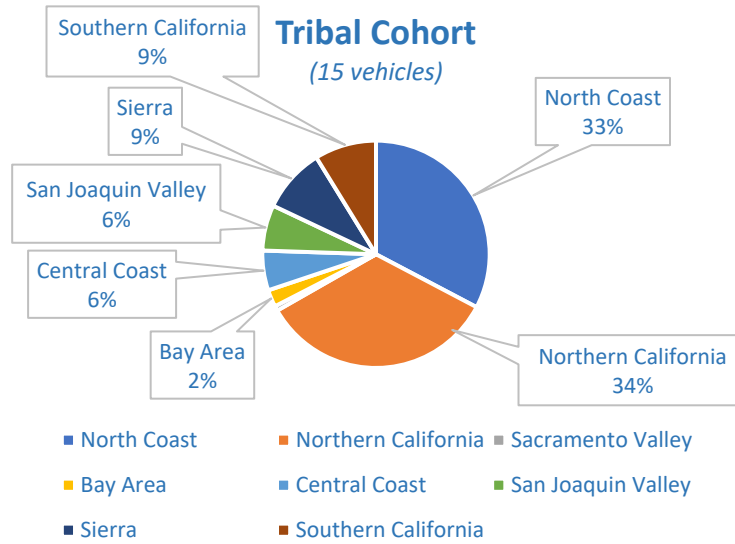 Tribal Cohort
(15 vehicles)
Southern California
9%
Sierra
9%
San Joaquin Valley
6%
Central Coast
6%
Bay Area
2%
North Coast
33%
Northern California
34%
North Coast
Northern California
Sacramento Valley
Bay Area
Central Coast
San Joaquin Valley
Sierra
Southern California